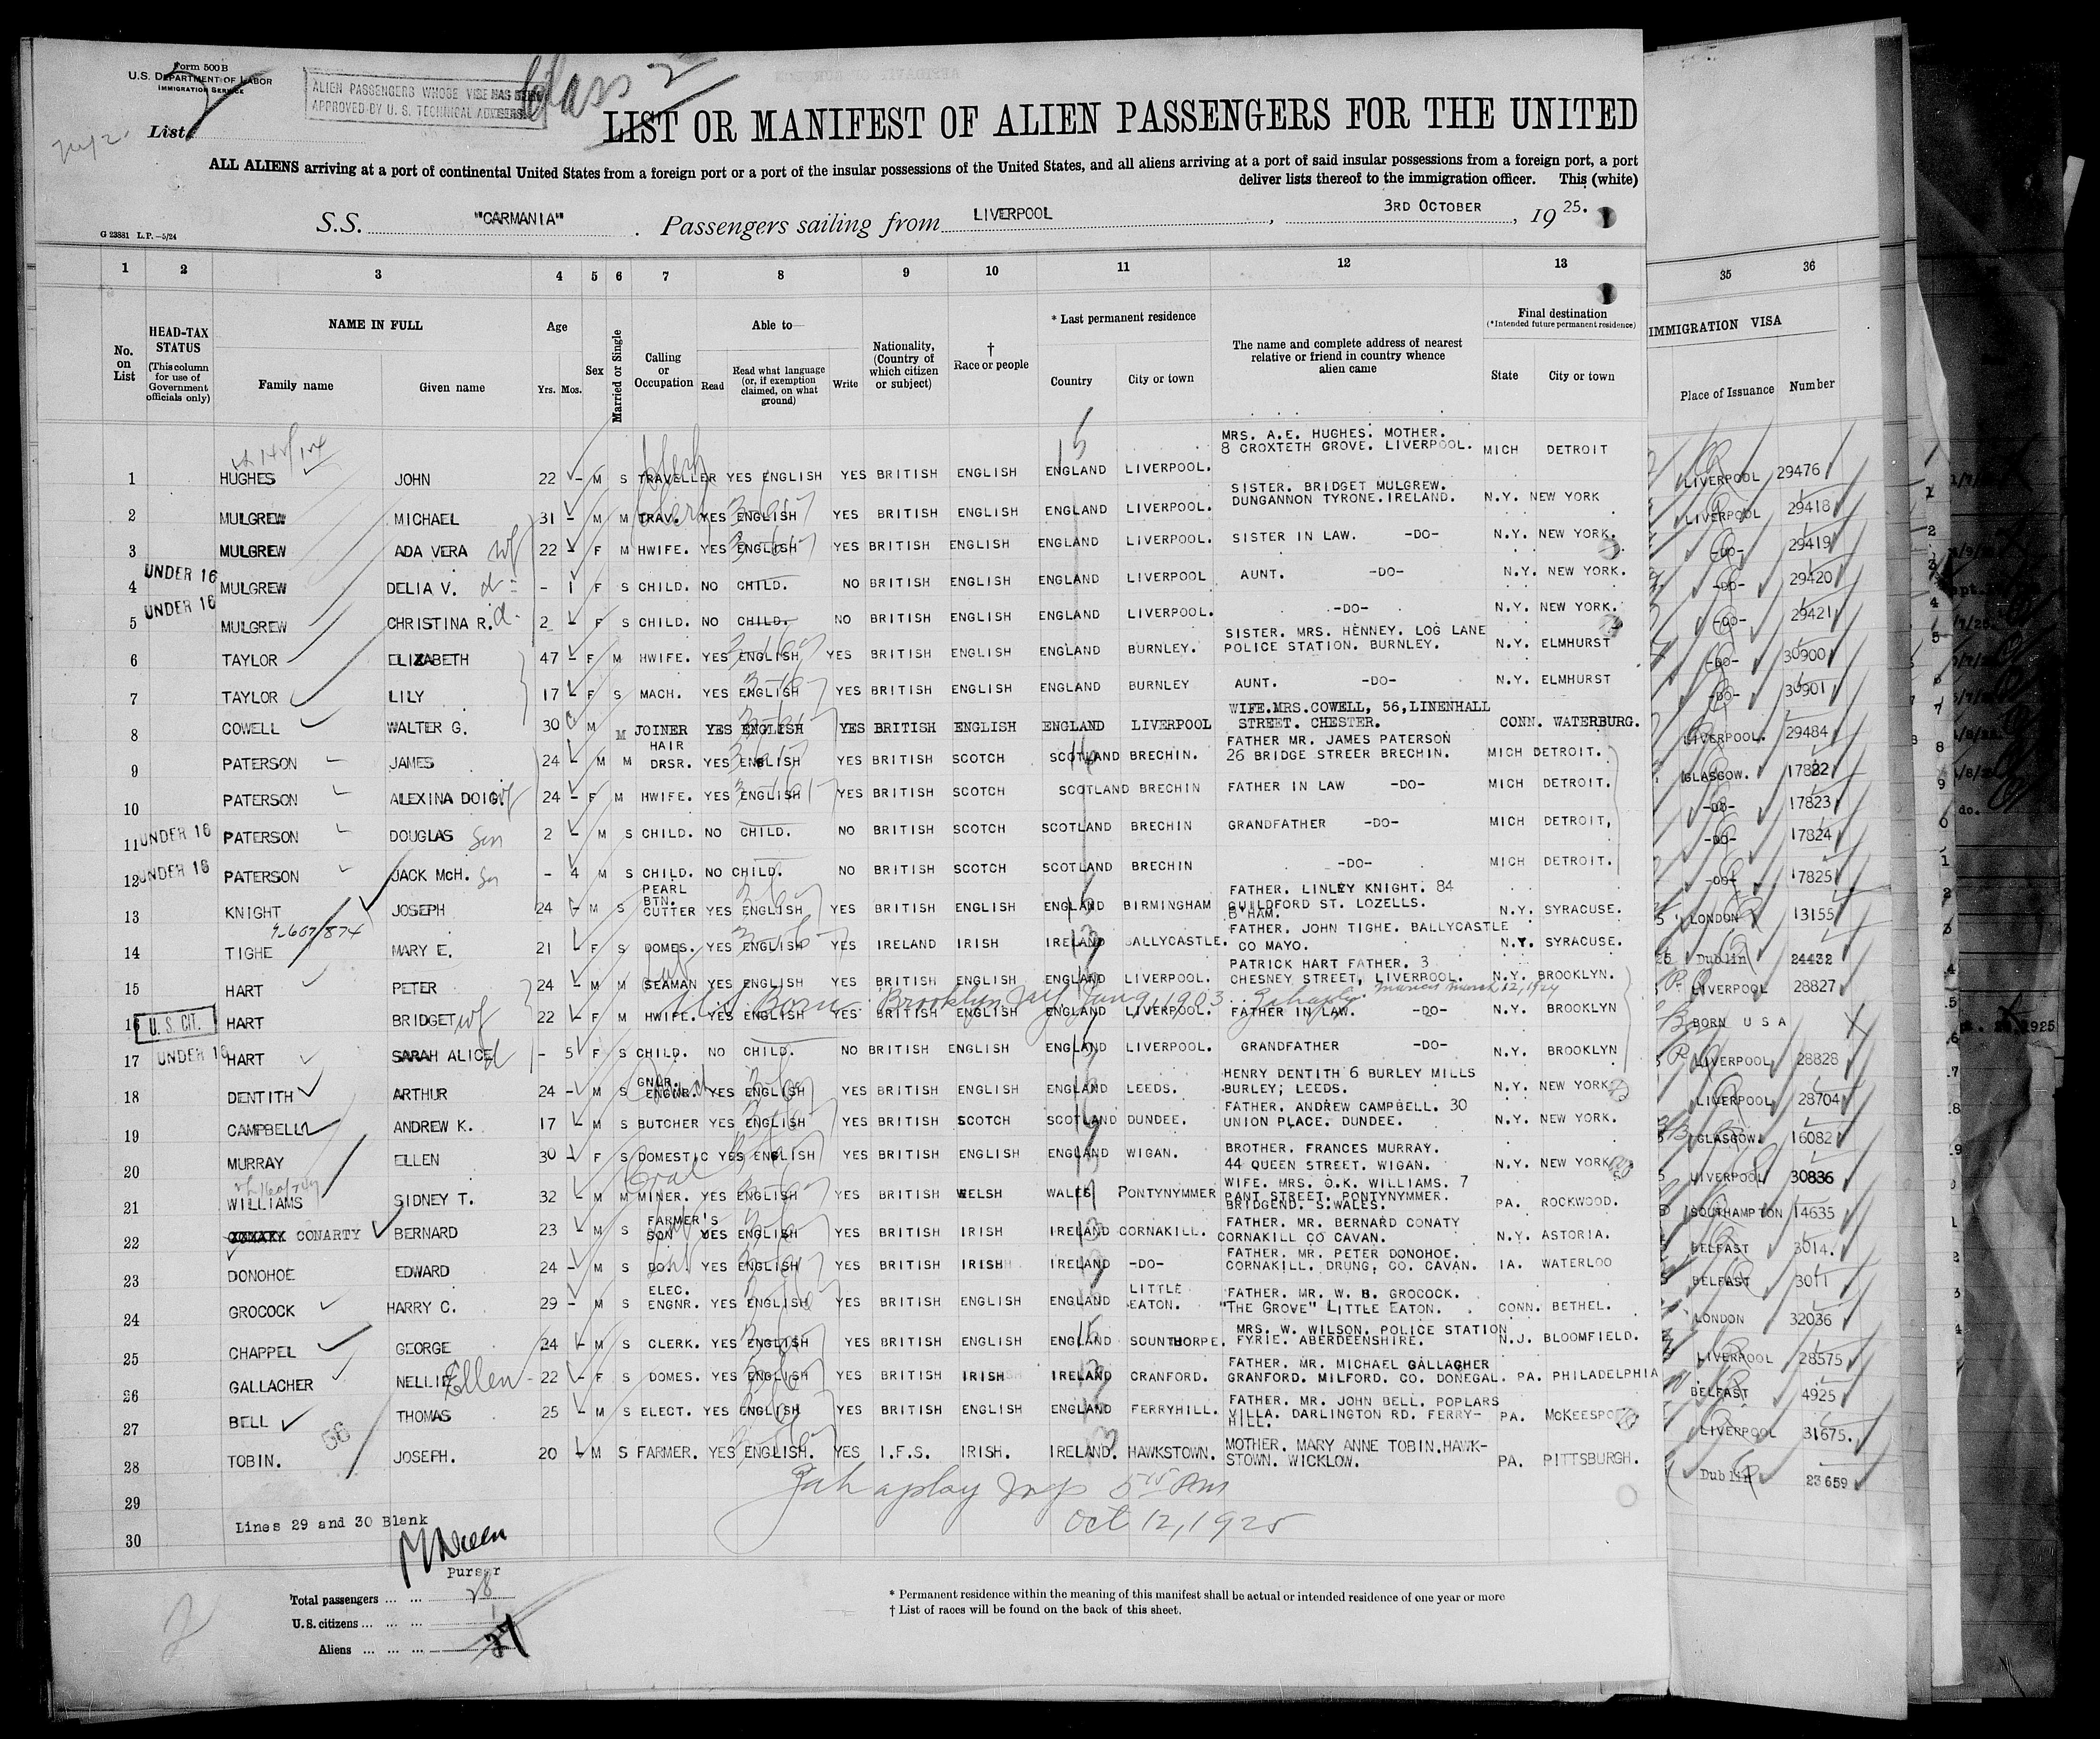 Form 500 B
U.S. DEPARTMENT OF LABOR
IMMIGRATION SERVICE
ALIEN PASSENGERS WHOSE VISE HAS BEEN
APPROVED BY U. S. TECHNICAL ADVISERS.
Class 2
List
LIST OR MANIFEST OF ALIEN PASSENGERS FOR THE UNITED
ALL ALIENS arriving at a port of continental United States from a foreign port or a port of the insular possessions of the United States, and all aliens arriving at a port of said insular possessions from a foreign port, a port
deliver lists thereof to the immigration officer. This (white)
S.S. "CARMANIA" . Passengers sailing from LIVERPOOL , 3RD OCTOBER , 19 25.
G 23881 L.P.—5/24
1 2 3 4 5 6 7 8 9 10 11 12 13 35 36
No. on List
HEAD-TAX STATUS
(This column for use of Government officials only)
NAME IN FULL
Family name Given name
Age
Yrs. Mos.
Sex
Married or Single
Calling or Occupation
Able to—
Read Read what language (or, if exemption claimed, on what ground) Write
Nationality, (Country of which citizen or subject)
† Race or people
* Last permanent residence
Country City or town
The name and complete address of nearest relative or friend in country whence alien came
Final destination
(*Intended future permanent residence)
State City or town
IMMIGRATION VISA
Place of Issuance Number
MRS. A.E. HUGHES. MOTHER.
1 HUGHES JOHN 22 - M S TRAVELLER YES ENGLISH YES BRITISH ENGLISH ENGLAND LIVERPOOL. 8 CROXTETH GROVE. LIVERPOOL. MICH DETROIT LIVERPOOL 29476
SISTER. BRIDGET MULGREW.
2 MULGREW MICHAEL 31 - M M TRAV. YES ENGLISH YES BRITISH ENGLISH ENGLAND LIVERPOOL. DUNGANNON TYRONE. IRELAND. N.Y. NEW YORK LIVERPOOL 29418
3 MULGREW ADA VERA wf 22 - F M HWIFE. YES ENGLISH YES BRITISH ENGLISH ENGLAND LIVERPOOL. SISTER IN LAW. -DO- N.Y. NEW YORK. -DO- 29419
UNDER 16
4 MULGREW DELIA V. d - 1 F S CHILD. NO CHILD. NO BRITISH ENGLISH ENGLAND LIVERPOOL AUNT. -DO- N.Y. NEW YORK. -DO- 29420
UNDER 16
5 MULGREW CHRISTINA R. d 2 - F S CHILD. NO CHILD. NO BRITISH ENGLISH ENGLAND LIVERPOOL. -DO- N.Y. NEW YORK. -DO- 29421
SISTER. MRS. HENNEY. LOG LANE
6 TAYLOR ELIZABETH 47 - F M HWIFE. YES ENGLISH YES BRITISH ENGLISH ENGLAND BURNLEY. POLICE STATION. BURNLEY. N.Y. ELMHURST -DO- 30900
7 TAYLOR LILY 17 - F S MACH. YES ENGLISH YES BRITISH ENGLISH ENGLAND BURNLEY AUNT. -DO- N.Y. ELMHURST -DO- 30901
WIFE. MRS. COWELL, 56, LINENHALL
8 COWELL WALTER G. 30 M M JOINER YES ENGLISH YES BRITISH ENGLISH ENGLAND LIVERPOOL STREET. CHESTER. CONN. WATERBURG. LIVERPOOL. 29484
HAIR FATHER MR. JAMES PATERSON
9 PATERSON JAMES 24 - M M DRSR. YES ENGLISH YES BRITISH SCOTCH SCOTLAND BRECHIN. 26 BRIDGE STREER BRECHIN. MICH DETROIT. GLASGOW. 17822
10 PATERSON ALEXINA DOIG wf 24 - F M HWIFE. YES ENGLISH YES BRITISH SCOTCH SCOTLAND BRECHIN FATHER IN LAW -DO- MICH DETROIT. -DO- 17823
11 UNDER 16 PATERSON DOUGLAS Son 2 - M S CHILD. NO CHILD. NO BRITISH SCOTCH SCOTLAND BRECHIN GRANDFATHER -DO- MICH DETROIT, -DO- 17824
12 UNDER 16 PATERSON JACK McH. Son - 4 M S CHILD. NO CHILD. NO BRITISH SCOTCH SCOTLAND BRECHIN -DO- MICH DETROIT. -DO- 17825
PEARL BTN. FATHER. LINLEY KNIGHT. 84
13 KNIGHT JOSEPH 24 - M S CUTTER YES ENGLISH YES BRITISH ENGLISH ENGLAND BIRMINGHAM GUILDFORD ST. LOZELLS. B'HAM. N.Y. SYRACUSE. LONDON 13155
FATHER. JOHN TIGHE. BALLYCASTLE
14 TIGHE MARY E. 21 - F S DOMES. YES ENGLISH YES IRELAND IRISH IRELAND BALLYCASTLE. CO MAYO. N.Y. SYRACUSE. Dublin 24432
PATRICK HART FATHER. 3
15 HART PETER 24 - M M SEAMAN YES ENGLISH YES BRITISH ENGLISH ENGLAND LIVERPOOL. CHESNEY STREET, LIVERPOOL. N.Y. BROOKLYN. LIVERPOOL 28827
U.S. Born Brooklyn Jan 9, 1903 March 12, 1924
16 U. S. CIT. HART BRIDGET wf 22 - F M HWIFE. YES ENGLISH YES BRITISH ENGLISH ENGLAND LIVERPOOL. FATHER IN LAW. -DO- N.Y. BROOKLYN BORN U S A
17 UNDER 16 HART SARAH ALICE d - 5 F S CHILD. NO CHILD. NO BRITISH ENGLISH ENGLAND LIVERPOOL. GRANDFATHER -DO- N.Y. BROOKLYN LIVERPOOL 28828
GNLR. HENRY DENTITH 6 BURLEY MILLS
18 DENTITH ARTHUR 24 - M S ENGNR. YES ENGLISH YES BRITISH ENGLISH ENGLAND LEEDS. BURLEY; LEEDS. N.Y. NEW YORK. LIVERPOOL 28704
FATHER. ANDREW CAMPBELL. 30
19 CAMPBELL ANDREW K. 17 - M S BUTCHER YES ENGLISH YES BRITISH SCOTCH SCOTLAND DUNDEE. UNION PLACE. DUNDEE. N.Y. NEW YORK. GLASGOW. 16082
BROTHER. FRANCES MURRAY.
20 MURRAY ELLEN 30 - F S DOMESTIC YES ENGLISH YES BRITISH ENGLISH ENGLAND WIGAN. 44 QUEEN STREET. WIGAN. N.Y. NEW YORK LIVERPOOL 30836
WIFE. MRS. O.K. WILLIAMS. 7
21 WILLIAMS SIDNEY T. 32 - M M MINER. YES ENGLISH YES BRITISH WELSH WALES PONTYNYMMER PANT STREET. PONTYNYMMER. BRIDGEND. S.WALES. PA. ROCKWOOD. SOUTHAMPTON 14635
FARMER'S FATHER. MR. BERNARD CONATY
22 CONARTY BERNARD 23 - M S SON YES ENGLISH YES BRITISH IRISH IRELAND CORNAKILL. CORNAKILL CO CAVAN. N.Y. ASTORIA. BELFAST 3014.
FATHER. MR. PETER DONOHOE.
23 DONOHOE EDWARD 24 - M S DO. YES ENGLISH YES BRITISH IRISH IRELAND -DO- CORNAKILL. DRUNG, CO. CAVAN. IA. WATERLOO BELFAST 3011
ELEC. LITTLE FATHER. MR. W. B. GROCOCK.
24 GROCOCK HARRY C. 29 - M S ENGNR. YES ENGLISH YES BRITISH ENGLISH ENGLAND EATON. "THE GROVE" LITTLE EATON. CONN. BETHEL. LONDON 32036
MRS. W. WILSON. POLICE STATION
25 CHAPPEL GEORGE 24 - M S CLERK. YES ENGLISH YES BRITISH ENGLISH ENGLAND SCUNTHORPE. FYRIE. ABERDEENSHIRE. N.J. BLOOMFIELD. LIVERPOOL 28575
FATHER. MR. MICHAEL GALLAGHER
26 GALLACHER NELLIE Ellen 22 - F S DOMES. YES ENGLISH YES BRITISH IRISH IRELAND CRANFORD. GRANFORD. MILFORD. CO. DONEGAL. PA. PHILADELPHIA BELFAST 4925
FATHER. MR. JOHN BELL. POPLARS
27 BELL THOMAS 25 - M S ELECT. YES ENGLISH YES BRITISH ENGLISH ENGLAND FERRYHILL. VILLA. DARLINGTON RD. FERRY- HILL. PA. McKEESPO LIVERPOOL 31675.
28 TOBIN. JOSEPH. 20 - M S FARMER. YES ENGLISH. YES I.F.S. IRISH. IRELAND. HAWKSTOWN. MOTHER. MARY ANNE TOBIN. HAWK- STOWN. WICKLOW. PA. PITTSBURGH. Dublin 23659
29
Oct 12, 1925
Lines 29 and 30 Blank
30
Purser
Total passengers ... ... 28
U. S. citizens ... ... ... 1
Aliens ... ... ... 27
* Permanent residence within the meaning of this manifest shall be actual or intended residence of one year or more
† List of races will be found on the back of this sheet.